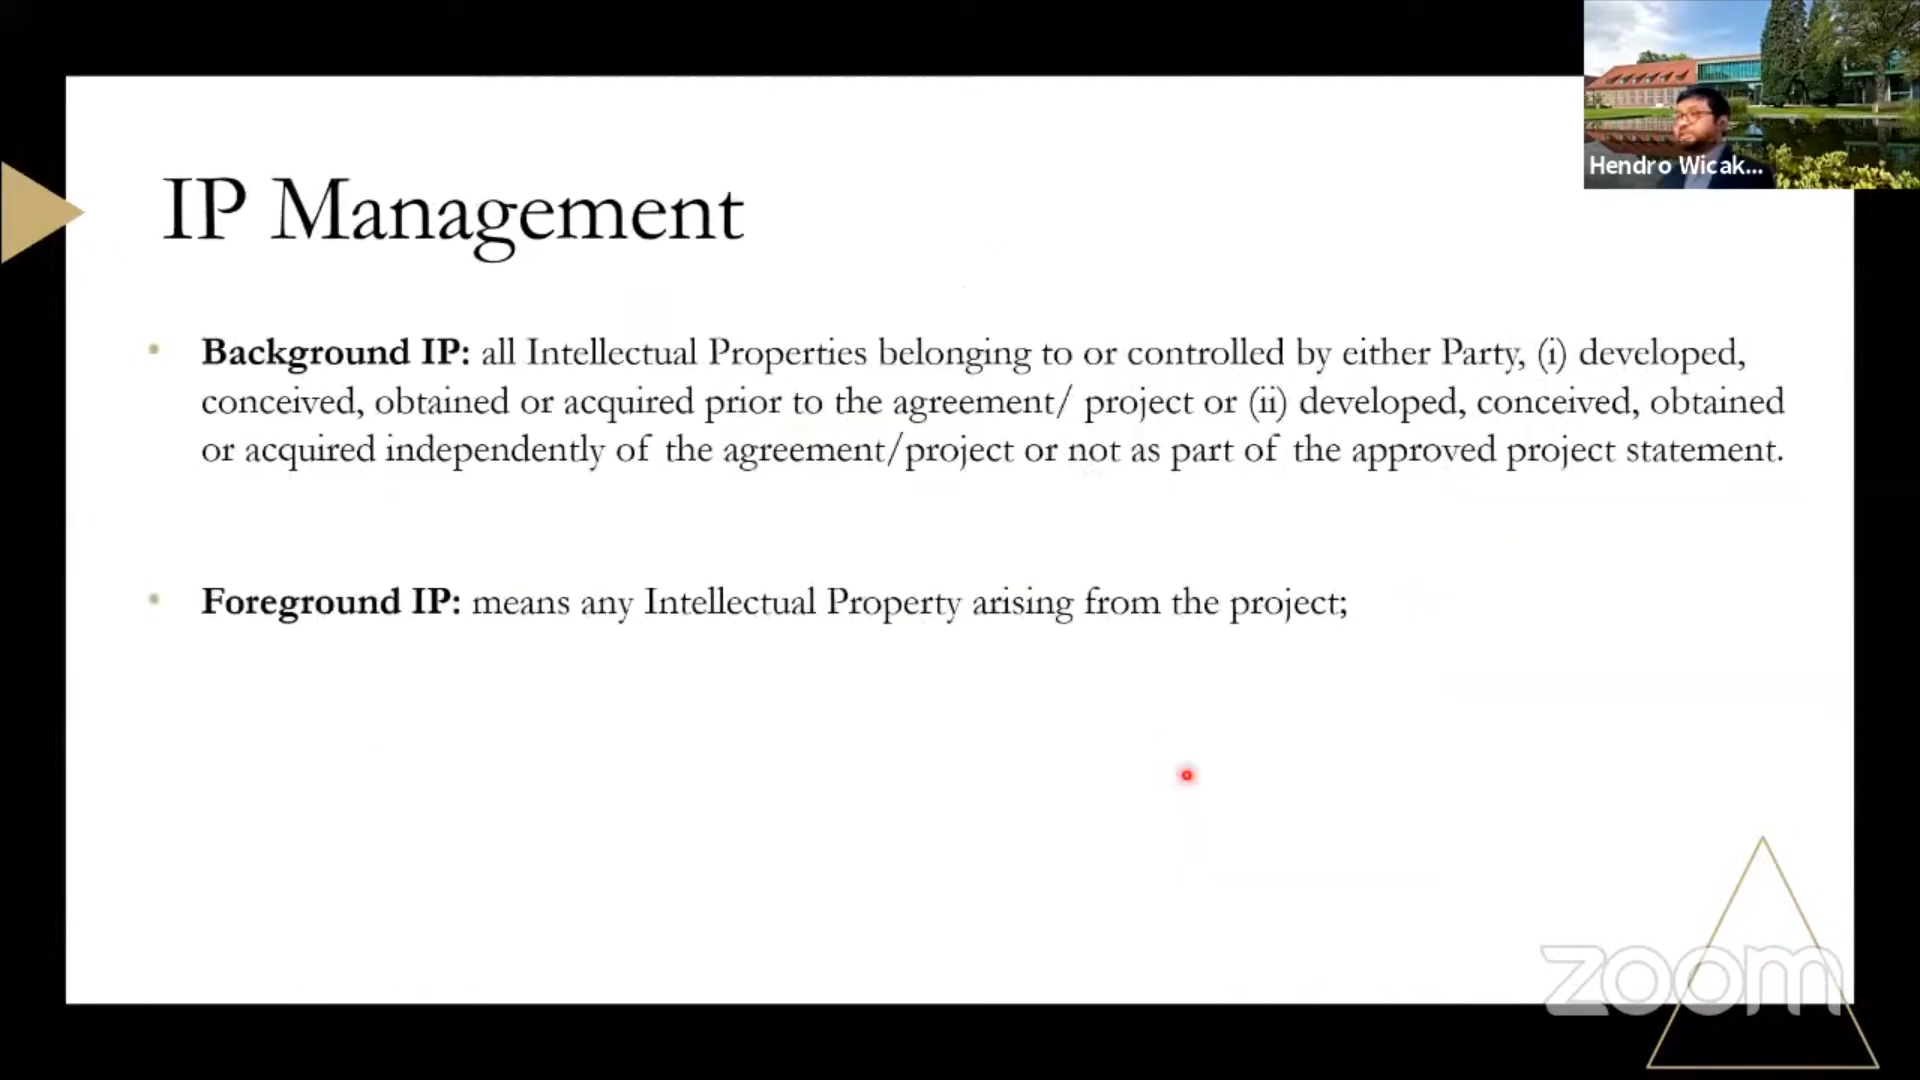 Hendro Wicak...
IP Management
Background IP: all Intellectual Properties belonging to or controlled by either Party, (i) developed,
conceived, obtained or acquired prior to the agreement/ project or (ii) developed, conceived, obtained
or acquired independently of the agreement/project or not as part of the approved project statement.
Foreground IP: means any Intellectual Property arising from the project;
zoom